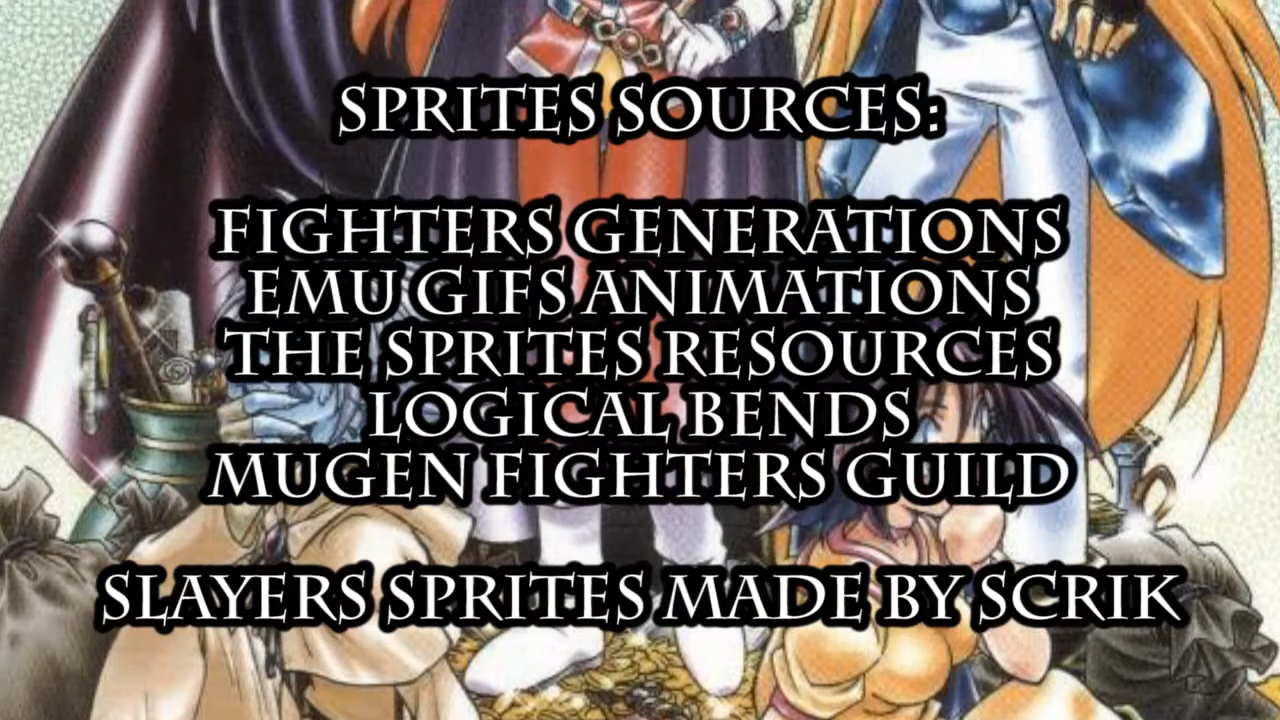 SPRITES SOURCES:
FIGHTERS GENERATIONS
EMU GIFS ANIMATIONS
THE SPRITES RESOURCES
LOGICAL BENDS
MUGEN FIGHTERS GUILD
SLAYERS SPRITES MADE BY SCRIK